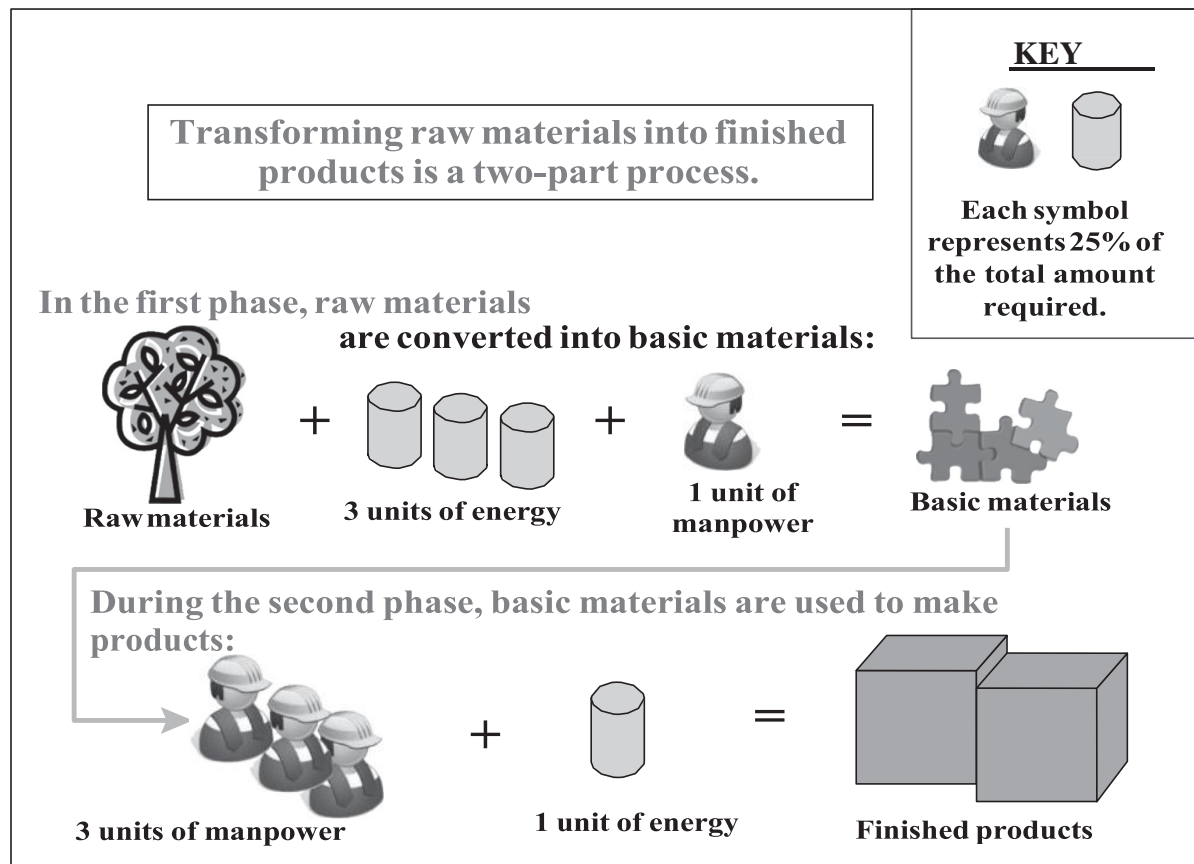 KEY
Each symbol
represents 25% of
the total amount
required.
Transforming raw materials into finished
products is a two-part process.
In the first phase, raw materials
are converted into basic materials:
+
+
=
Raw materials
3 units of energy
1 unit of
manpower
Basic materials
During the second phase, basic materials are used to make
products:
+
=
3 units of manpower
1 unit of energy
Finished products